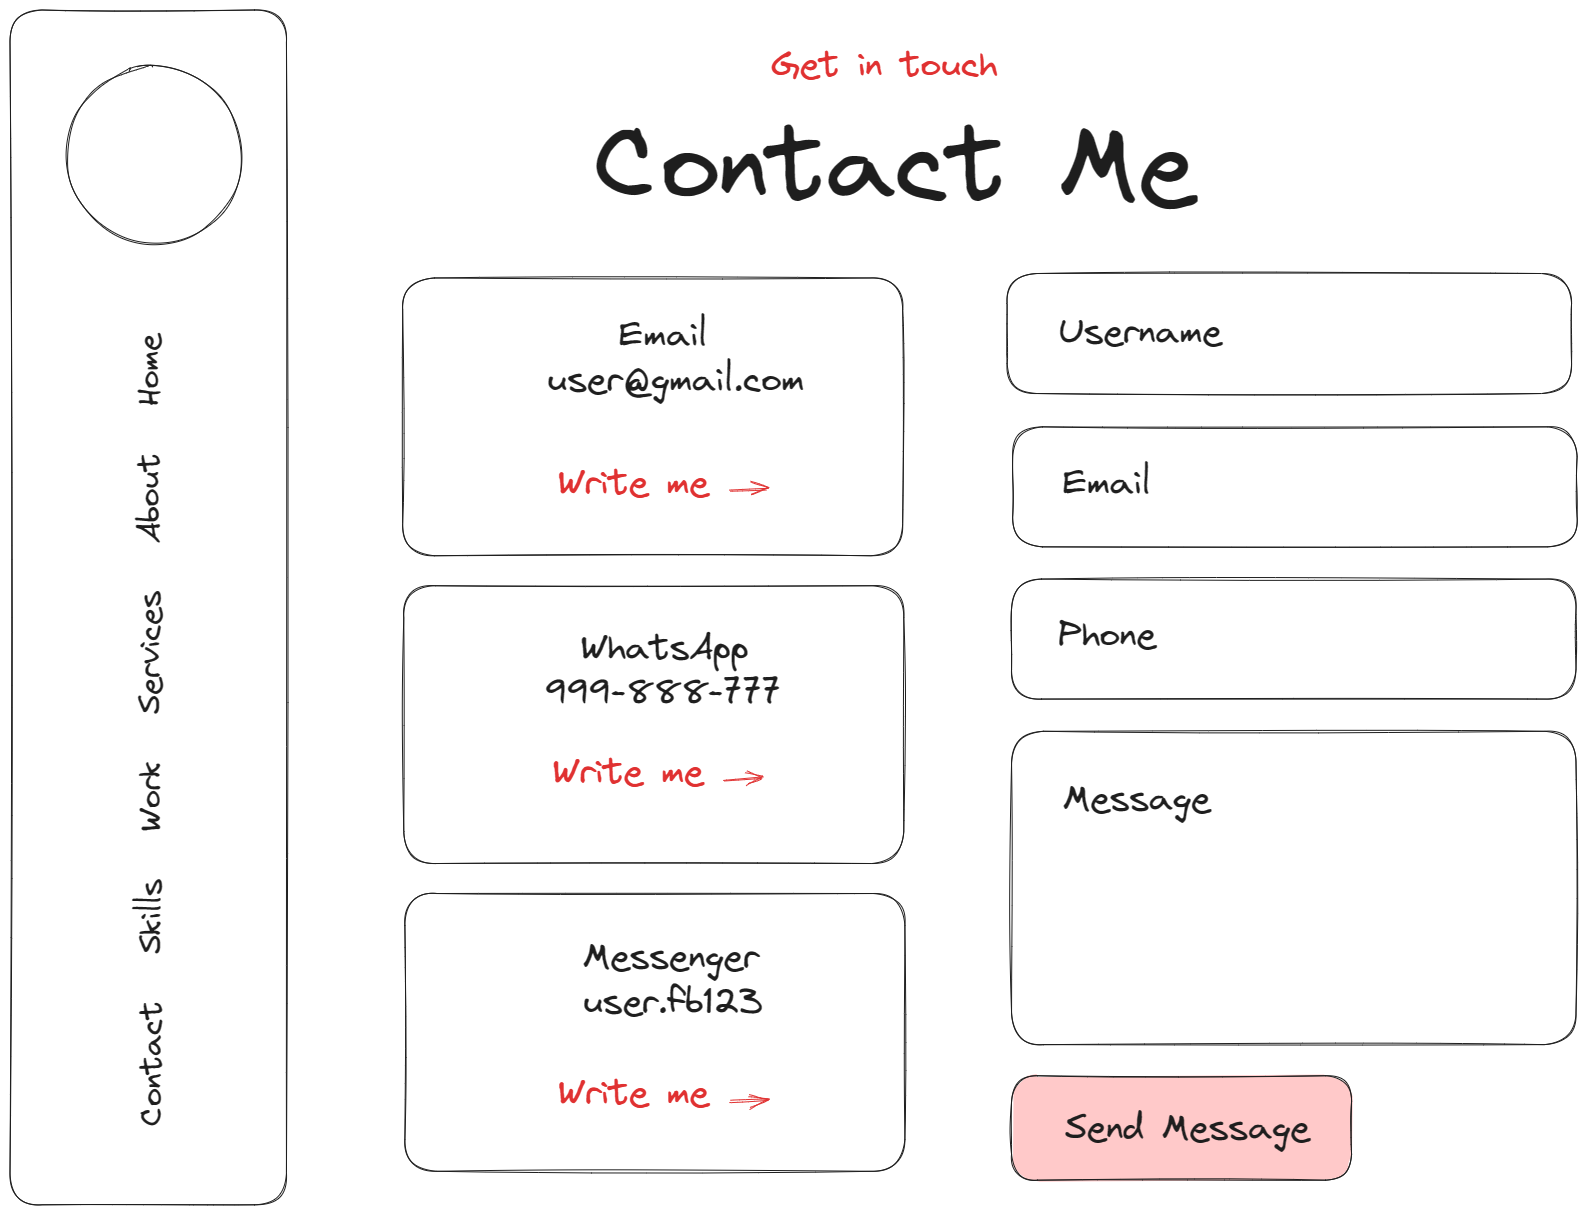 Home
About
Services
Work
Skills
Contact
Get in touch
Contact Me
Email
user@gmail.com
Write me →
WhatsApp
999-888-777
Write me →
Messenger
user.fb123
Write me →
Username
Email
Phone
Message
Send Message